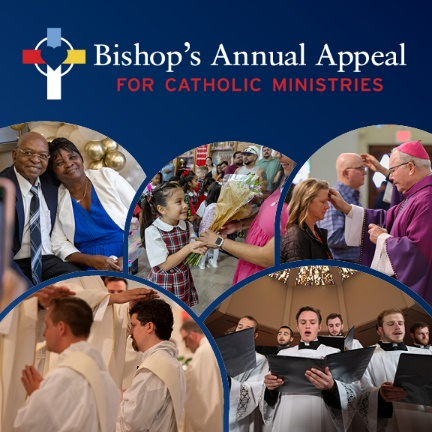 Bishop's Annual Appeal
FOR CATHOLIC MINISTRIES